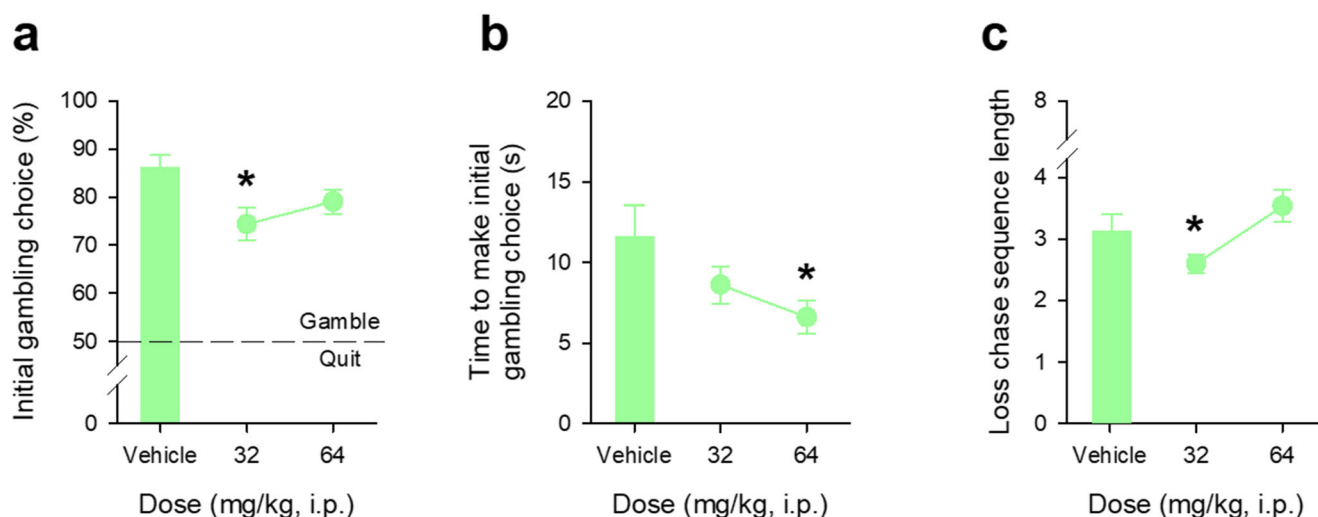 a
Initial gambling choice (%)
100
90
80
70
60
50
0
*
Gamble
Quit
Vehicle 32 64
Dose (mg/kg, i.p.)
b
Time to make initial
gambling choice (s)
20
15
10
5
0
*
Vehicle 32 64
Dose (mg/kg, i.p.)
c
Loss chase sequence length
8
4
3
2
1
0
*
Vehicle 32 64
Dose (mg/kg, i.p.)